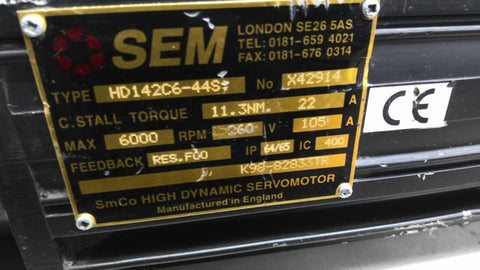 SEM
LONDON SE26 5AS
TEL: 0181-659 4021
FAX: 0181-676 0314
TYPE HD142C6-44S No X42914
C.STALL TORQUE 11.3NM 22 A
MAX 6000 RPM 260 V 105 A
FEEDBACK RES.F00 IP 64/65 IC 400
K98-82833TR
SmCo HIGH DYNAMIC SERVOMOTOR
Manufactured in England
CE